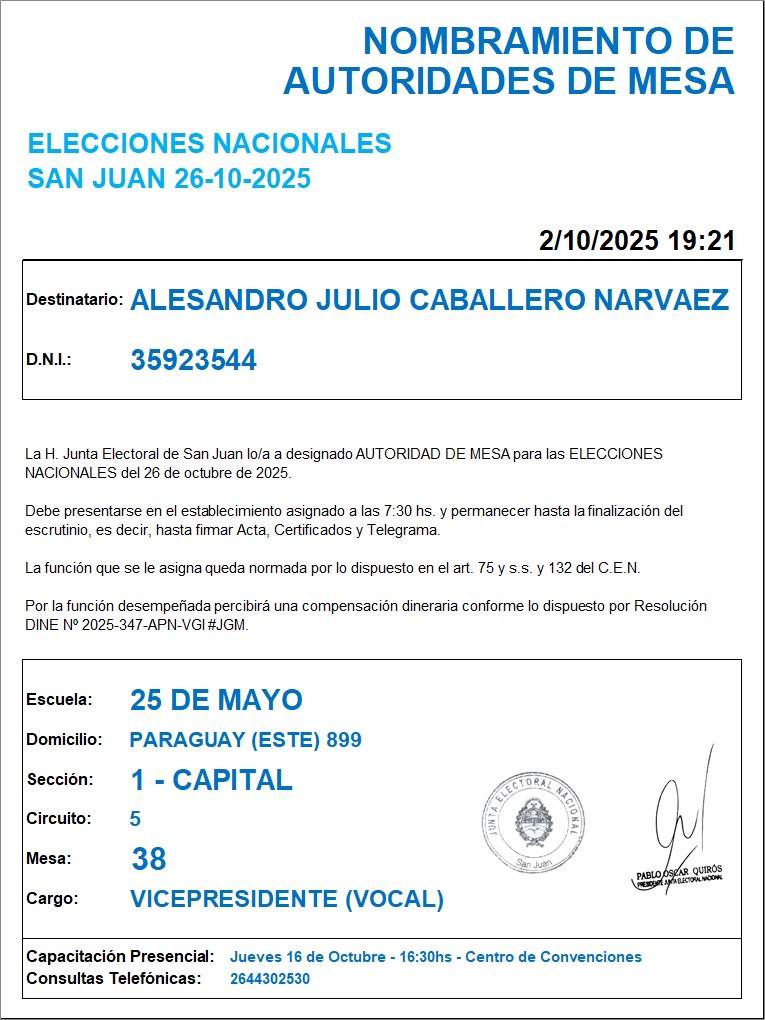 NOMBRAMIENTO DE
AUTORIDADES DE MESA
ELECCIONES NACIONALES
SAN JUAN 26-10-2025
2/10/2025 19:21
Destinatario: ALESANDRO JULIO CABALLERO NARVAEZ
D.N.I.: 35923544
La H. Junta Electoral de San Juan lo/a a designado AUTORIDAD DE MESA para las ELECCIONES
NACIONALES del 26 de octubre de 2025.
Debe presentarse en el establecimiento asignado a las 7:30 hs. y permanecer hasta la finalización del
escrutinio, es decir, hasta firmar Acta, Certificados y Telegrama.
La función que se le asigna queda normada por lo dispuesto en el art. 75 y s.s. y 132 del C.E.N.
Por la función desempeñada percibirá una compensación dineraria conforme lo dispuesto por Resolución
DINE Nº 2025-347-APN-VGI#JGM.
Escuela: 25 DE MAYO
Domicilio: PARAGUAY (ESTE) 899
Sección: 1 - CAPITAL
Circuito: 5
Mesa: 38
Cargo: VICEPRESIDENTE (VOCAL)
JUNTA ELECTORAL NACIONAL
San Juan
PABLO OSCAR QUIRÓS
PRESIDENTE JUNTA ELECTORAL NACIONAL
Capacitación Presencial: Jueves 16 de Octubre - 16:30hs - Centro de Convenciones
Consultas Telefónicas: 2644302530